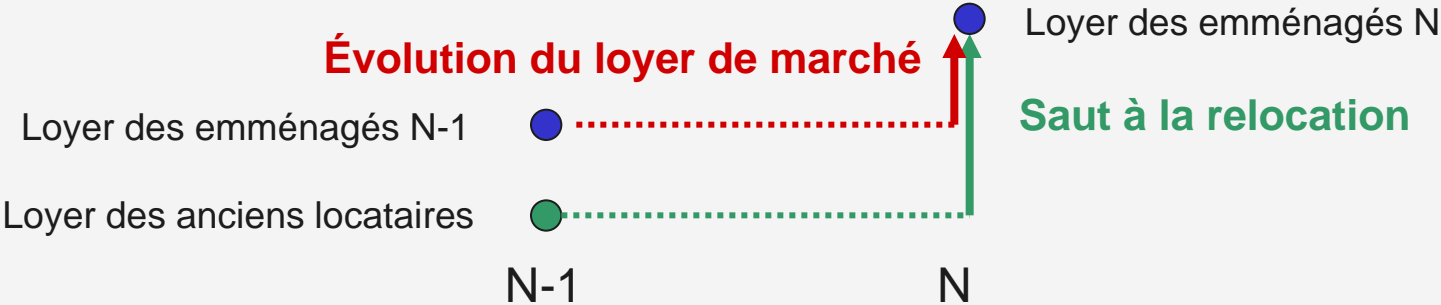 Loyer des emménagés N
Évolution du loyer de marché
Saut à la relocation
Loyer des emménagés N-1
Loyer des anciens locataires
N-1
N